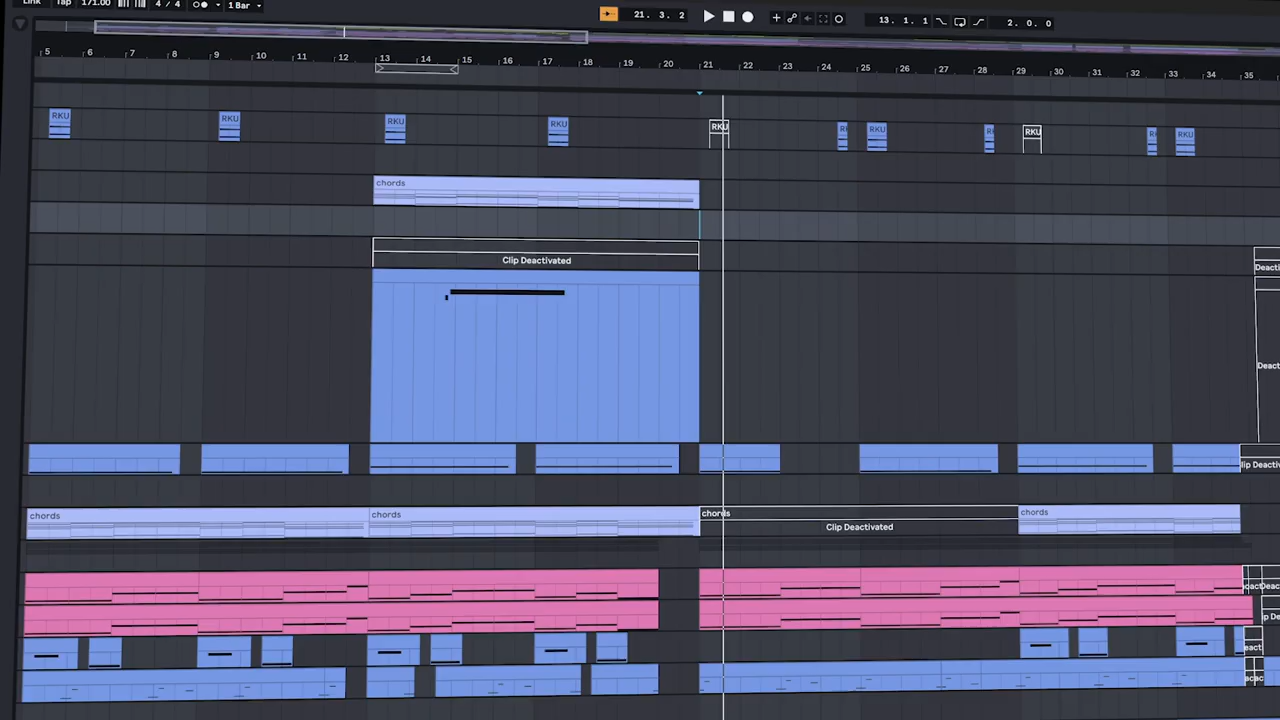 Link Tap 171.00 4 / 4 1 Bar
21. 3. 2 13. 1. 1 2. 0. 0
5 6 7 8 9 10 11 12 13 14 15 16 17 18 19 20 21 22 23 24 25 26 27 28 29 30 31 32 33 34 35
RKU RKU RKU RKU RKU RKU RKU RKU
chords
Clip Deactivated
chords chords chords chords
Clip Deactivated